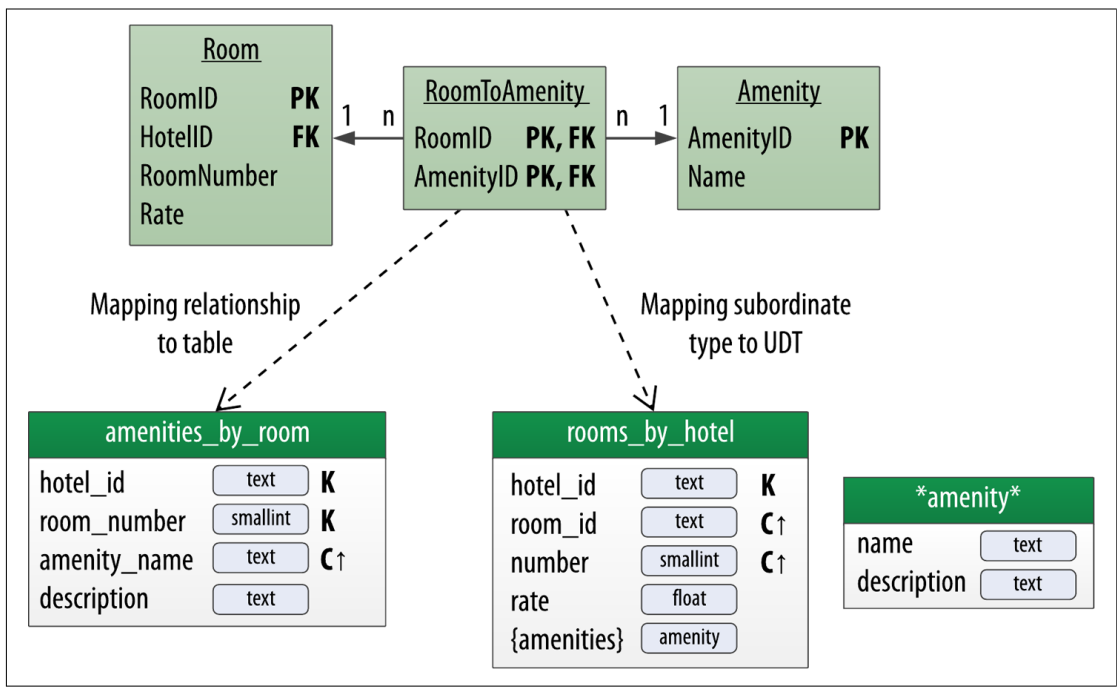 Room
RoomID PK
HotelID FK
RoomNumber
Rate
1 n
RoomToAmenity
RoomID PK, FK
AmenityID PK, FK
n 1
Amenity
AmenityID PK
Name
Mapping relationship
to table
Mapping subordinate
type to UDT
amenities_by_room
hotel_id text K
room_number smallint K
amenity_name text C↑
description text
rooms_by_hotel
hotel_id text K
room_id text C↑
number smallint C↑
rate float
{amenities} amenity
*amenity*
name text
description text